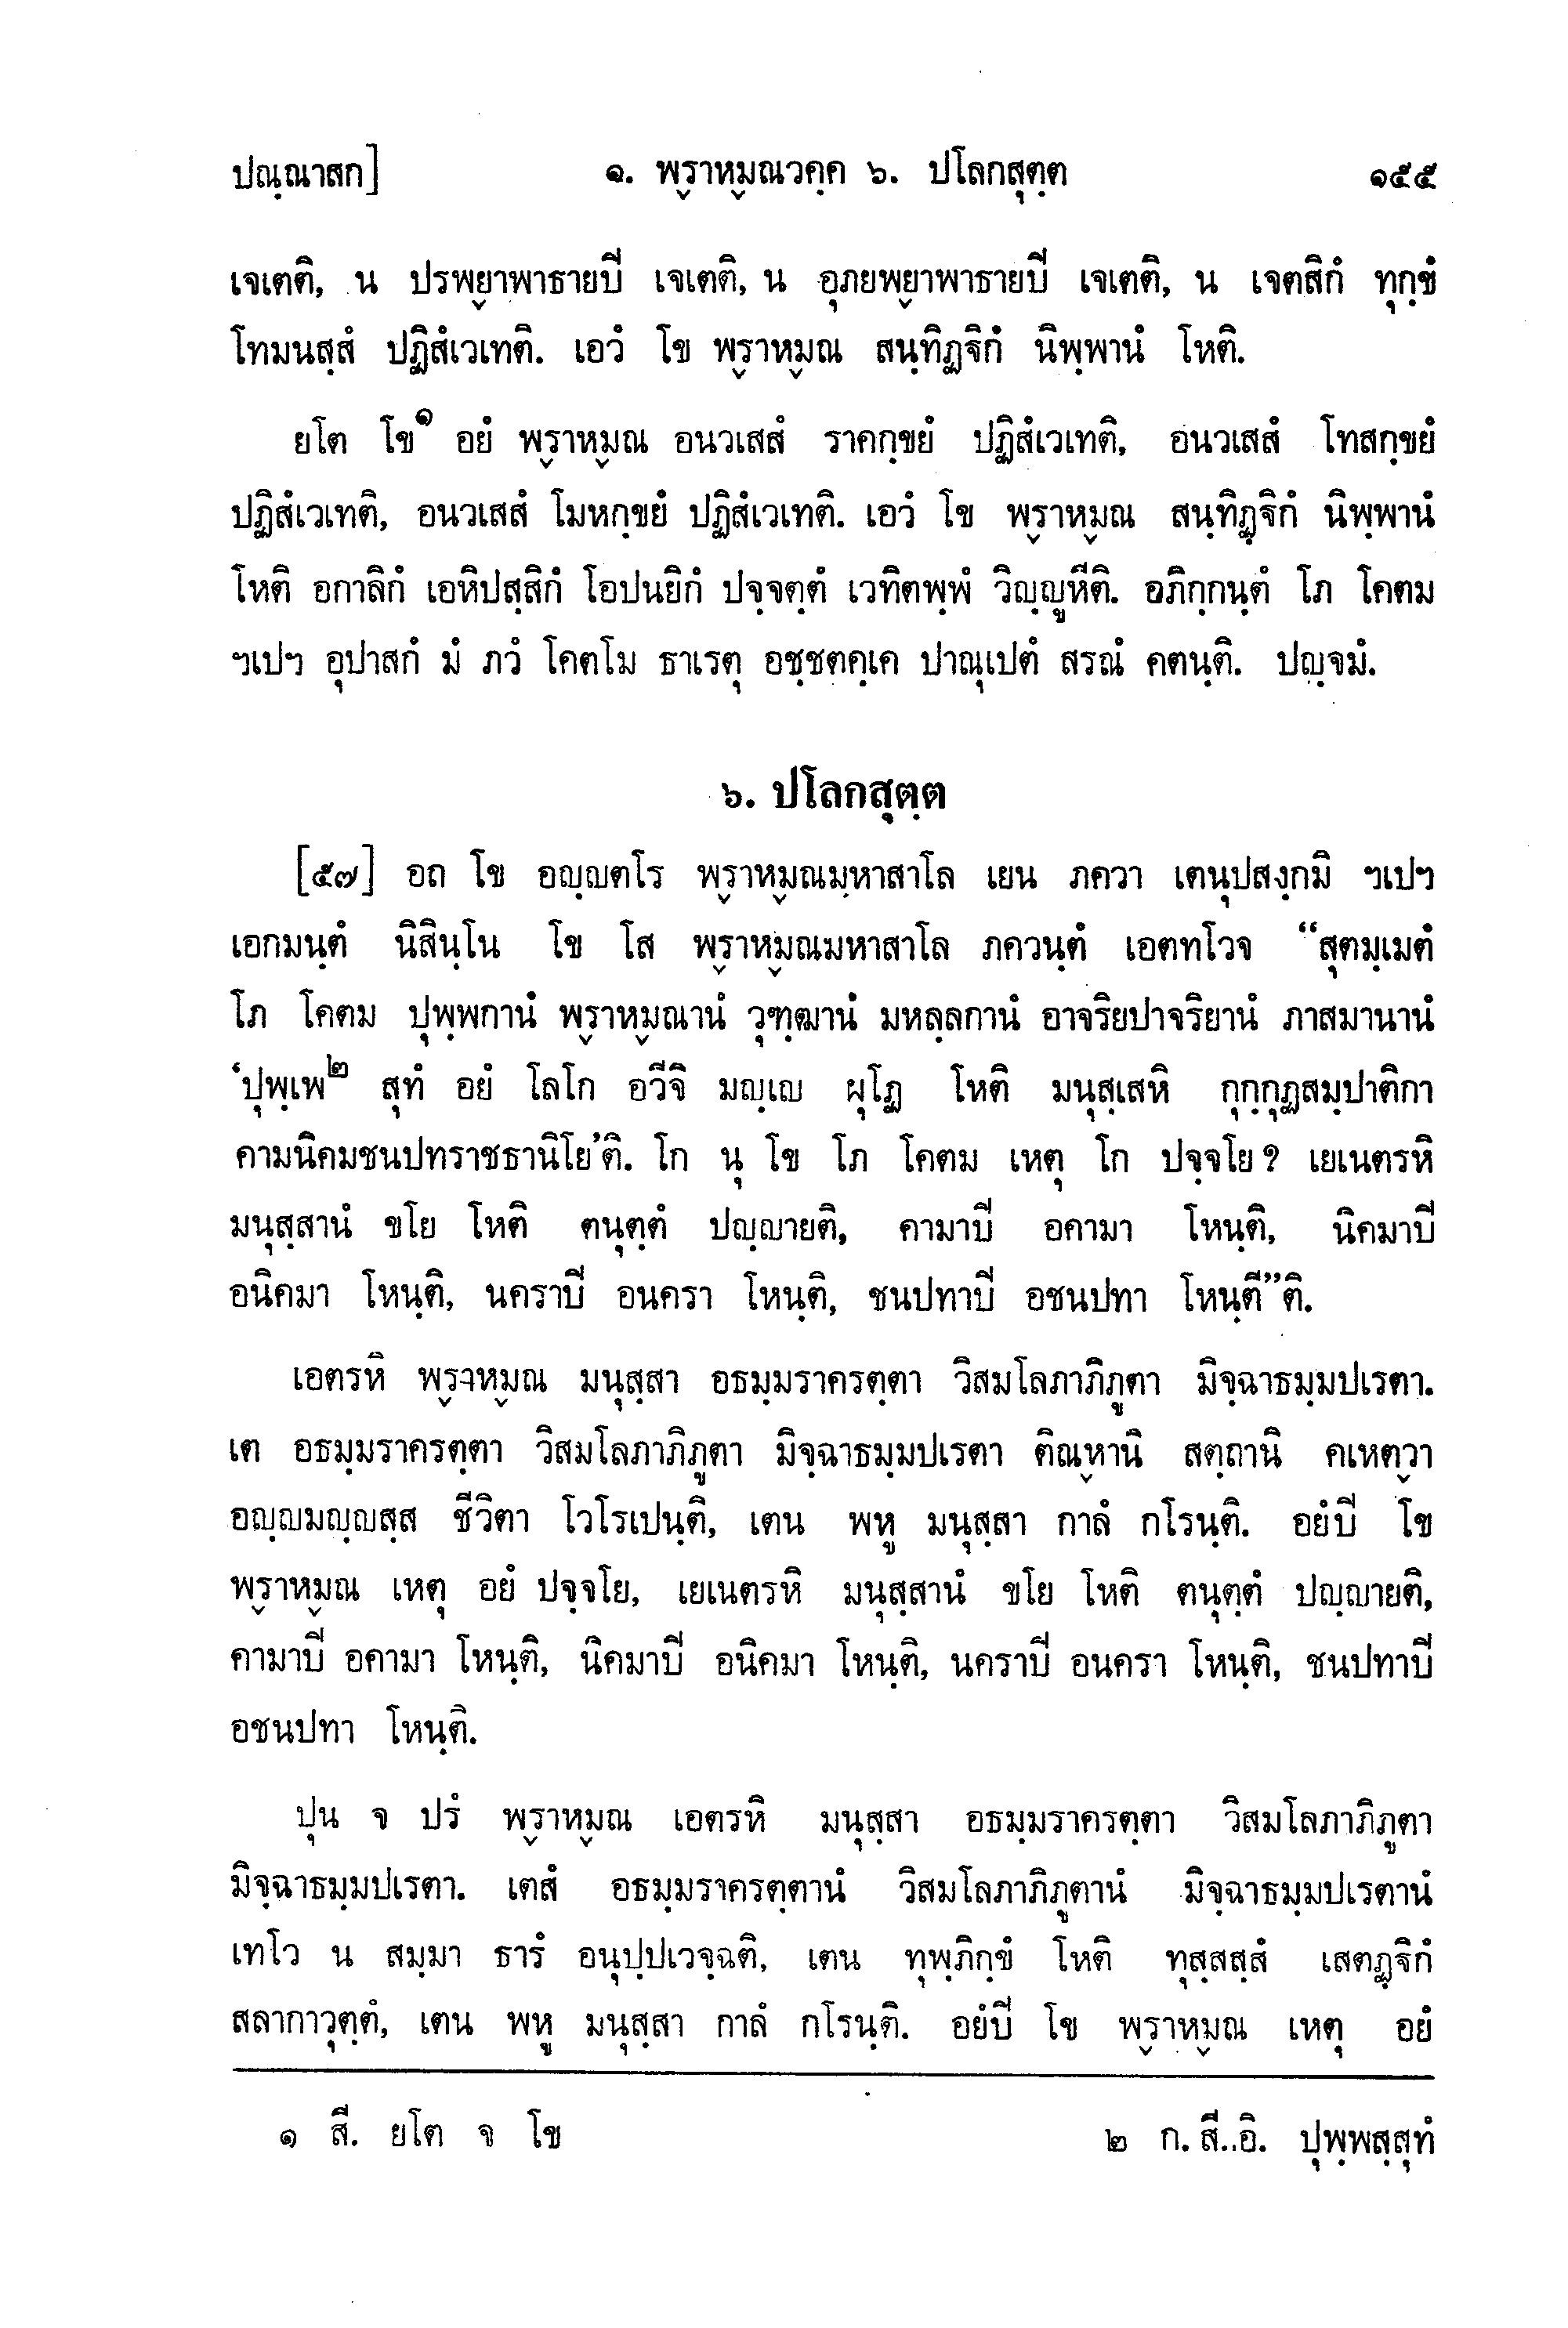 ปณฺณาสก]
๑. พฺราหฺมณวคฺค ๖. ปโลกสุตฺต
๑๕๕
เจเตติ, น ปรพฺยาพาธายปี เจเตติ, น อุภยพฺยาพาธายปี เจเตติ, น เจตสิกํ ทุกฺขํ
โทมนสฺสํ ปฏิสํเวเทติ. เอวํ โข พฺราหฺมณ สนฺทิฏฺฐิกํ นิพฺพานํ โหติ.
ยโต โข๑ อยํ พฺราหฺมณ อนวเสสํ ราคกฺขยํ ปฏิสํเวเทติ, อนวเสสํ โทสกฺขยํ
ปฏิสํเวเทติ, อนวเสสํ โมหกฺขยํ ปฏิสํเวเทติ. เอวํ โข พฺราหฺมณ สนฺทิฏฺฐิกํ นิพฺพานํ
โหติ อกาลิกํ เอหิปสฺสิกํ โอปนยิกํ ปจฺจตฺตํ เวทิตพฺพํ วิญฺญูหีติ. อภิกฺกนฺตํ โภ โคตม
ฯเปฯ อุปาสกํ มํ ภวํ โคตโม ธาเรตุ อชฺชตคฺเค ปาณุเปตํ สรณํ คตนฺติ. ปญฺจมํ.
๖. ปโลกสุตฺต
[๕๗] อถ โข อญฺญตโร พฺราหฺมณมฺหาสาโล เยน ภควา เตนุปสงฺกมิ ฯเปฯ
เอกมนฺตํ นิสินฺโน โข โส พฺราหฺมณมหาสาโล ภควนฺตํ เอตทโวจ “สุตมฺเมตํ
โภ โคตม ปุพฺพกานํ พฺราหฺมณานํ วุฑฺฒานํ มหลฺลกานํ อาจริยปาจริยานํ ภาสมานานํ
‘ปุพฺเพ๒ สุทํ อยํ โลโก อวีจิ มญฺเญ ผุโฏ โหติ มนุสฺเสหิ กุกฺกุฏสมฺปาติกา
คามนิคมชนปทราชธานิโย’ติ. โก นุ โข โภ โคตม เหตุ โก ปจฺจโย ? เยเนตรหิ
มนุสฺสานํ ขโย โหติ ตนุตฺตํ ปญฺญายติ, คามาปี อคามา โหนฺติ, นิคมาปี
อนิคมา โหนฺติ, นคราปี อนครา โหนฺติ, ชนปทาปี อชนปทา โหนฺตี”ติ.
เอตรหิ พฺราหฺมณ มนุสฺสา อธมฺมราครตฺตา วิสมโลภาภิภูตา มิจฺฉาธมฺมปเรตา.
เต อธมฺมราครตฺตา วิสมโลภาภิภูตา มิจฺฉาธมฺมปเรตา ติณฺหานิ สตฺถานิ คเหตฺวา
อญฺญมญฺญสฺส ชีวิตา โวโรเปนฺติ, เตน พหู มนุสฺสา กาลํ กโรนฺติ. อยํปี โข
พฺราหฺมณ เหตุ อยํ ปจฺจโย, เยเนตรหิ มนุสฺสานํ ขโย โหติ ตนุตฺตํ ปญฺญายติ,
คามาปี อคามา โหนฺติ, นิคมาปี อนิคมา โหนฺติ, นคราปี อนครา โหนฺติ, ชนปทาปี
อชนปทา โหนฺติ.
ปุน จ ปรํ พฺราหฺมณ เอตรหิ มนุสฺสา อธมฺมราครตฺตา วิสมโลภาภิภูตา
มิจฺฉาธมฺมปเรตา. เตสํ อธมฺมราครตฺตานํ วิสมโลภาภิภูตานํ มิจฺฉาธมฺมปเรตานํ
เทโว น สมฺมา ธารํ อนุปฺปเวจฺฉติ, เตน ทุพฺภิกฺขํ โหติ ทุสฺสสฺสํ เสตฏฺฐิกํ
สลากาวุตฺตํ, เตน พหู มนุสฺสา กาลํ กโรนฺติ. อยํปี โข พฺราหฺมณ เหตุ อยํ
๑ สี. ยโต จ โข
๒ ก. สี..อิ. ปุพฺพสฺสุทํ